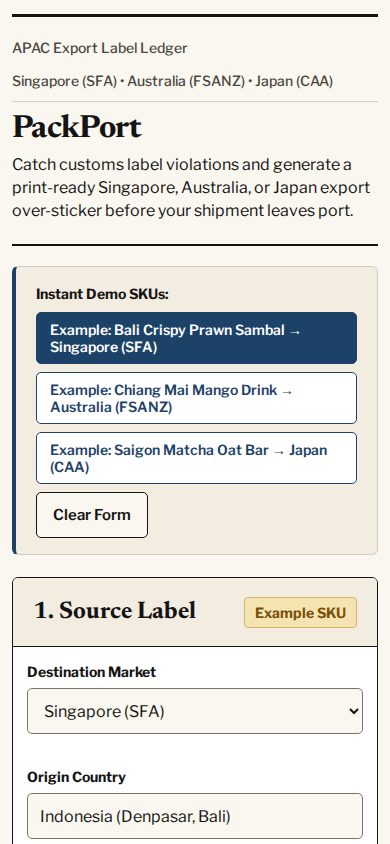 APAC Export Label Ledger
Singapore (SFA) • Australia (FSANZ) • Japan (CAA)
PackPort
Catch customs label violations and generate a
print-ready Singapore, Australia, or Japan export
over-sticker before your shipment leaves port.
Instant Demo SKUs:
Example: Bali Crispy Prawn Sambal →
Singapore (SFA)
Example: Chiang Mai Mango Drink →
Australia (FSANZ)
Example: Saigon Matcha Oat Bar → Japan
(CAA)
Clear Form
1. Source Label
Example SKU
Destination Market
Singapore (SFA)
Origin Country
Indonesia (Denpasar, Bali)